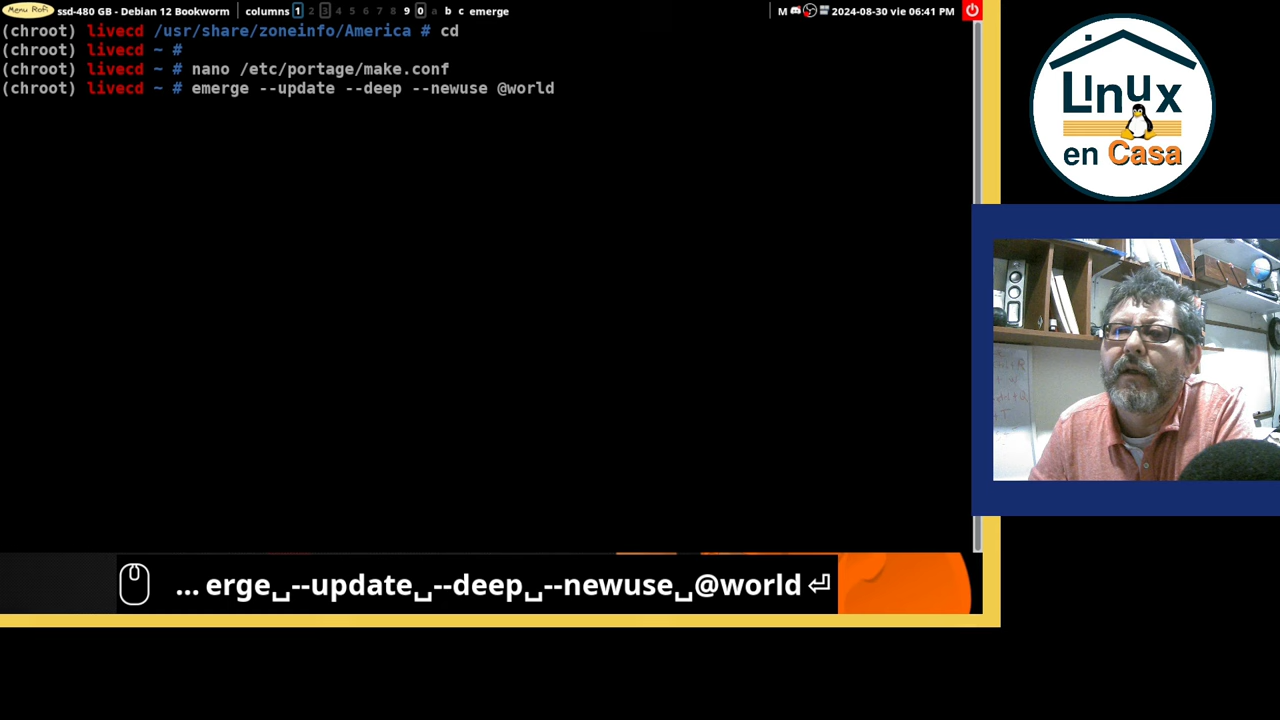 Menu Rofi ssd-480 GB - Debian 12 Bookworm columns 1 2 3 4 5 6 7 8 9 0 a b c emerge M 2024-08-30 vie 06:41 PM
(chroot) livecd /usr/share/zoneinfo/America # cd
(chroot) livecd ~ #
(chroot) livecd ~ # nano /etc/portage/make.conf
(chroot) livecd ~ # emerge --update --deep --newuse @world
Linux
en Casa
... erge␣--update␣--deep␣--newuse␣@world ⏎